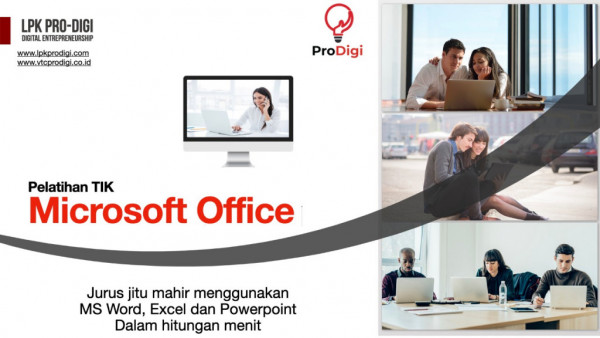 LPK PRO-DIGI
DIGITAL ENTREPRENEURSHIP
www.lpkprodigi.com
www.vtcprodigi.co.id
ProDigi
Pelatihan TIK
Microsoft Office
Jurus jitu mahir menggunakan
MS Word, Excel dan Powerpoint
Dalam hitungan menit